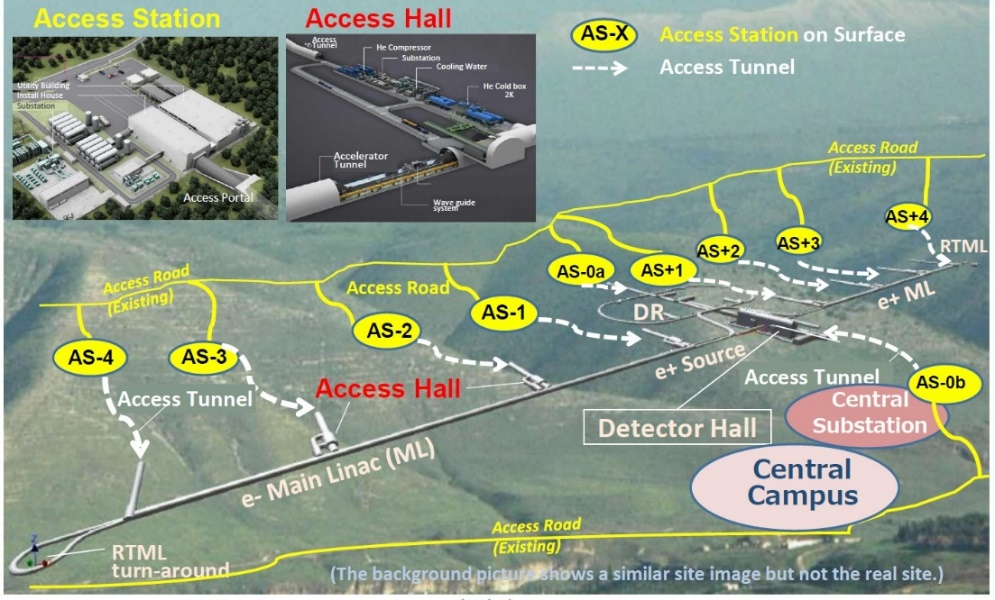 Access Station
Access Hall
AS-X
Access Station on Surface
Access Tunnel
Utility Building
Install House
Substation
Access Portal
Access
Tunnel
He Compressor
Substation
Cooling Water
He Cold box
2K
Accelerator
Tunnel
Wave guide
system
Access Road
(Existing)
AS+4
RTML
AS+3
AS+2
AS+1
AS-0a
e+ ML
DR
Access Road
(Existing)
Access Road
AS-1
AS-2
AS-3
AS-4
e+ Source
Access Tunnel
AS-0b
Central
Substation
Access Hall
Access Tunnel
Detector Hall
Central
Campus
e- Main Linac (ML)
Access Road
(Existing)
RTML
turn-around
Z
(The background picture shows a similar site image but not the real site.)